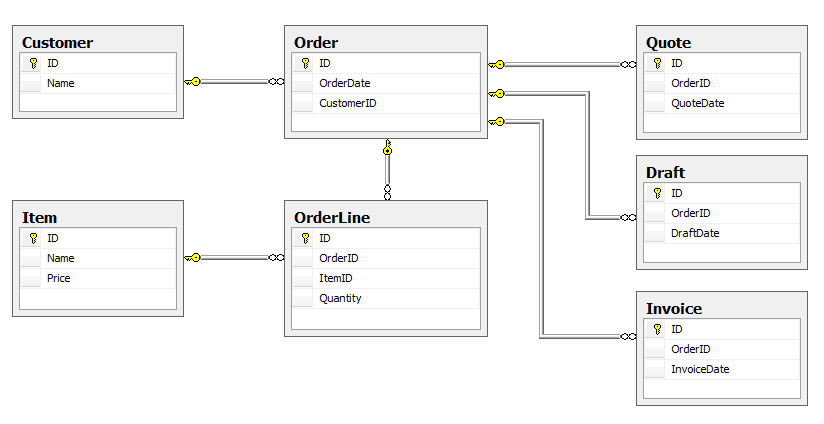 Customer
ID
Name
Order
ID
OrderDate
CustomerID
Quote
ID
OrderID
QuoteDate
Draft
ID
OrderID
DraftDate
Item
ID
Name
Price
OrderLine
ID
OrderID
ItemID
Quantity
Invoice
ID
OrderID
InvoiceDate